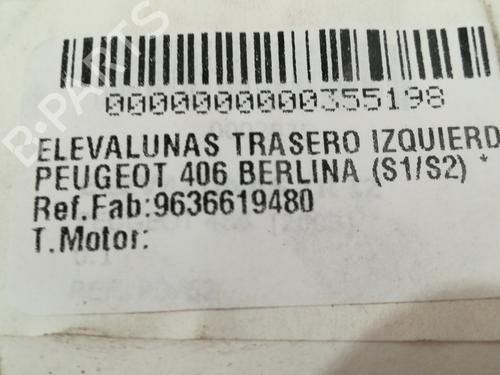 0000000000355198
ELEVALUNAS TRASERO IZQUIERD
PEUGEOT 406 BERLINA (S1/S2) *
Ref.Fab:9636619480
T.Motor:
B-PARTS